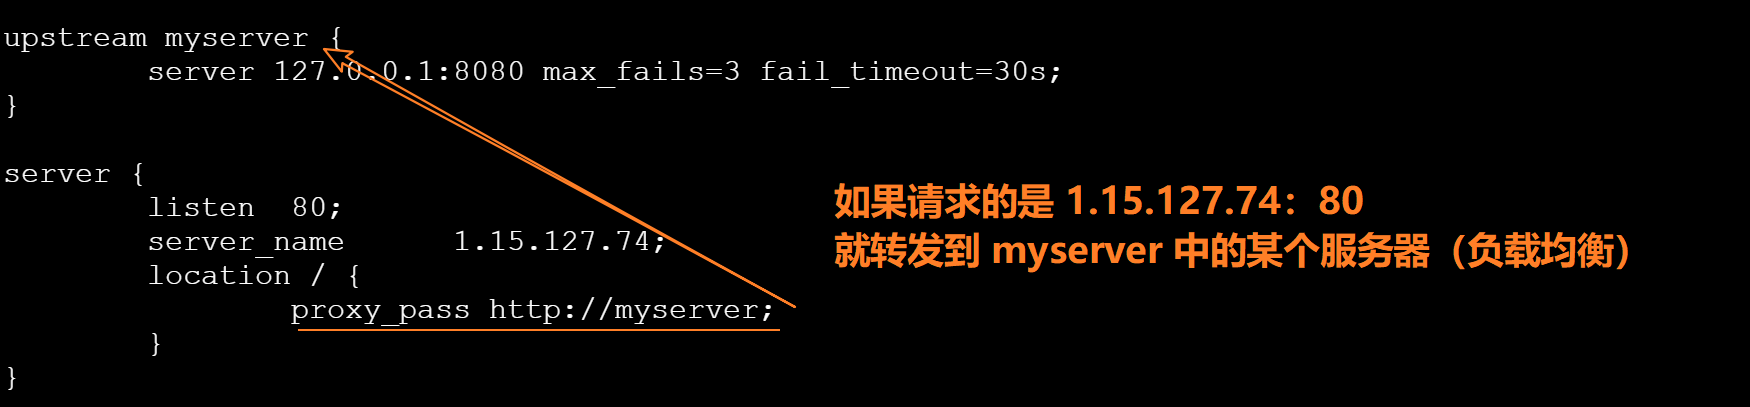 upstream myserver {
server 127.0.0.1:8080 max_fails=3 fail_timeout=30s;
}
server {
listen 80;
server_name 1.15.127.74;
location / {
proxy_pass http://myserver;
}
}
如果请求的是 1.15.127.74：80
就转发到 myserver 中的某个服务器（负载均衡）